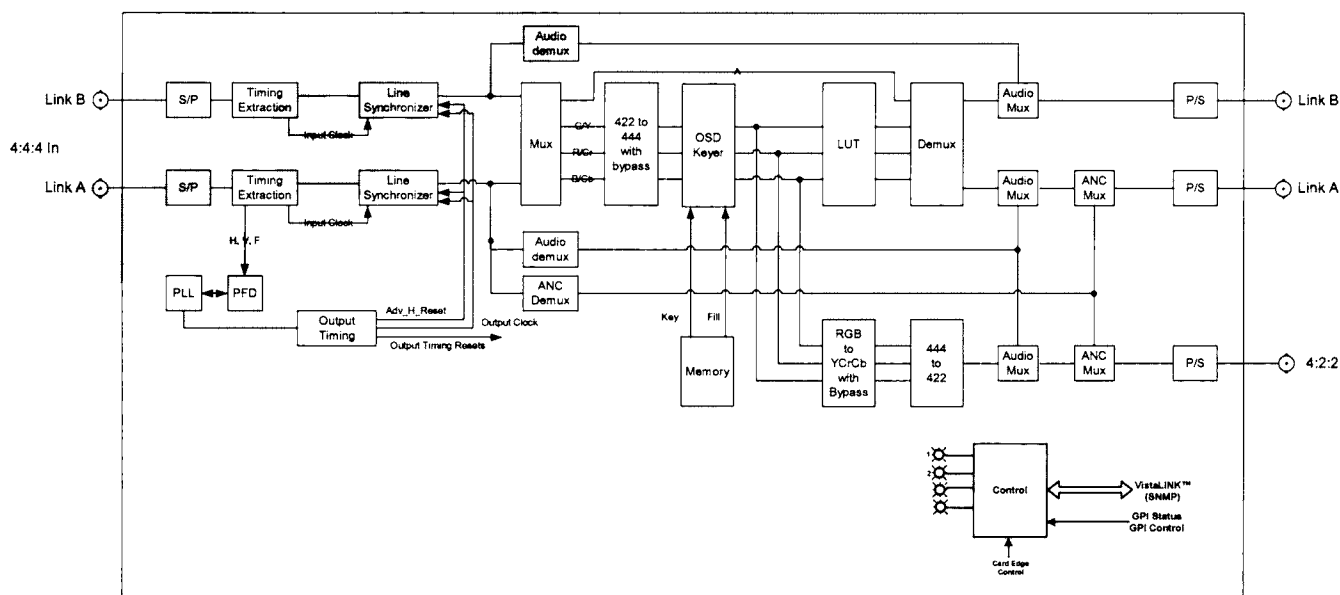 Audio
demux
Link B
S/P
Timing
Extraction
Line
Synchronizer
Input Clock
Mux
A
G/Y
R/Cr
B/Cb
422 to
444
with
bypass
OSD
Keyer
LUT
Demux
Audio
Mux
P/S
Link B
4:4:4 In
Link A
S/P
Timing
Extraction
Line
Synchronizer
Input Clock
Audio
Mux
ANC
Mux
P/S
Link A
H, V, F
Audio
demux
ANC
Demux
PLL
PFD
Output
Timing
Adv_H_Reset
Output Clock
Output Timing Resets
Key
Fill
Memory
RGB
to
YCrCb
with
Bypass
444
to
422
Audio
Mux
ANC
Mux
P/S
4:2:2
1
2
Control
VistaLINK™
(SNMP)
GPI Status
GPI Control
Card Edge
Control